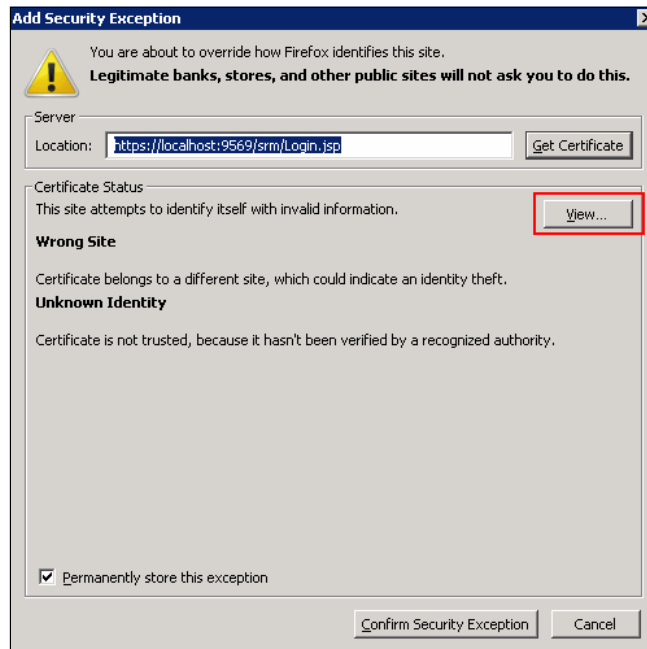 Add Security Exception
You are about to override how Firefox identifies this site.
Legitimate banks, stores, and other public sites will not ask you to do this.
Server
Location: https://localhost:9569/srm/Login.jsp Get Certificate
Certificate Status
This site attempts to identify itself with invalid information.
View...
Wrong Site
Certificate belongs to a different site, which could indicate an identity theft.
Unknown Identity
Certificate is not trusted, because it hasn't been verified by a recognized authority.
Permanently store this exception
Confirm Security Exception Cancel